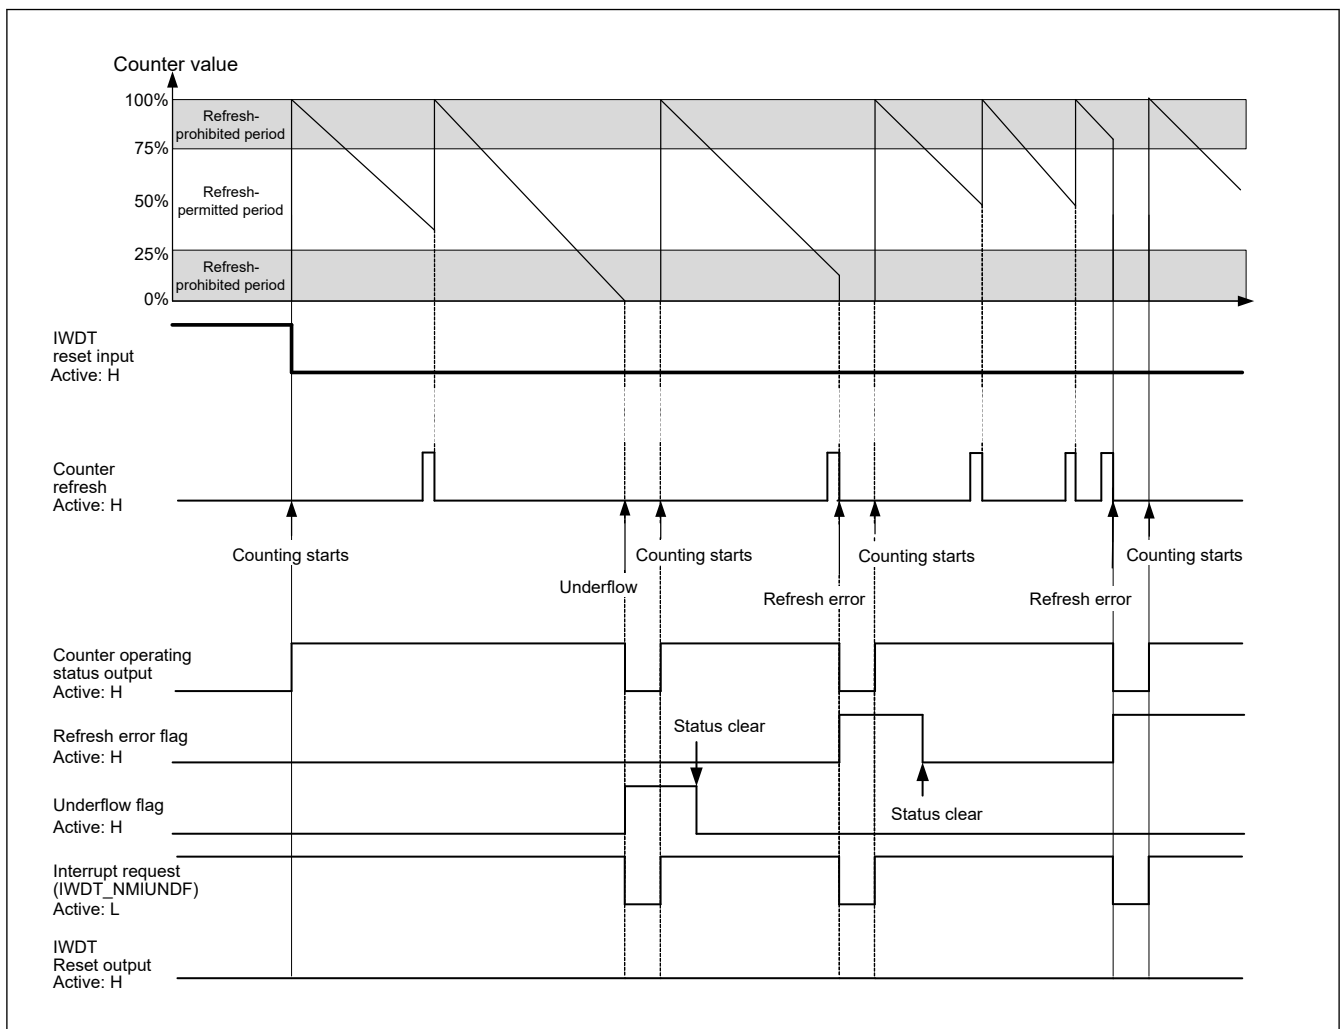 Counter value
100%
Refresh-
prohibited period
75%
Refresh-
permitted period
50%
25%
Refresh-
prohibited period
0%
IWDT
reset input
Active: H
Counter
refresh
Active: H
Counting starts
Counting starts
Counting starts
Counting starts
Underflow
Refresh error
Refresh error
Counter operating
status output
Active: H
Status clear
Refresh error flag
Active: H
Underflow flag
Active: H
Status clear
Interrupt request
(IWDT_NMIUNDF)
Active: L
IWDT
Reset output
Active: H